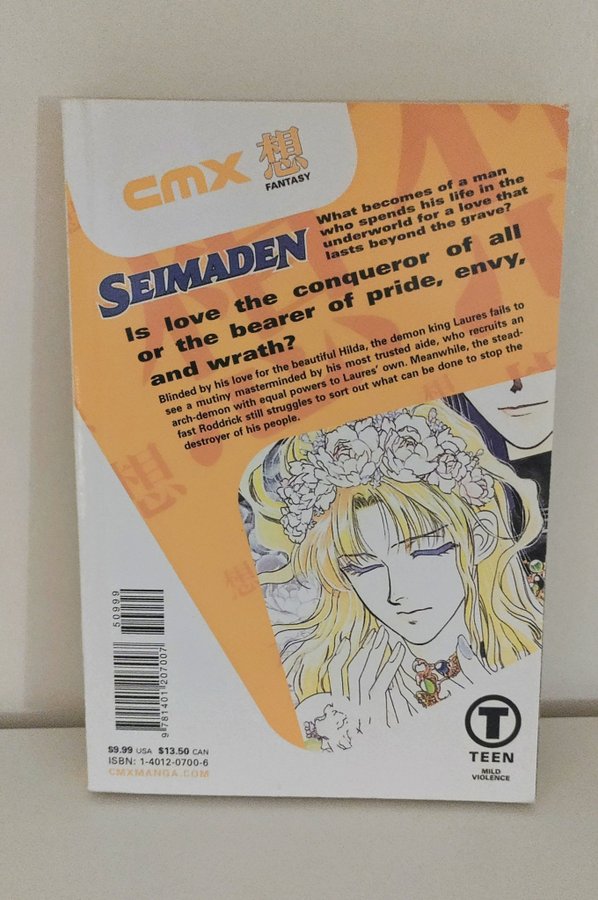 cmx 想
FANTASY
What becomes of a man
who spends his life in the
underworld for a love that
lasts beyond the grave?
SEIMADEN
Is love the conqueror of all
or the bearer of pride, envy,
and wrath?
Blinded by his love for the beautiful Hilda, the demon king Laures fails to
see a mutiny masterminded by his most trusted aide, who recruits an
arch-demon with equal powers to Laures' own. Meanwhile, the stead-
fast Roddrick still struggles to sort out what can be done to stop the
destroyer of his people.
想
想
想
50999
9781401207007
$9.99 USA $13.50 CAN
ISBN: 1-4012-0700-6
CMXMANGA.COM
T
TEEN
MILD
VIOLENCE